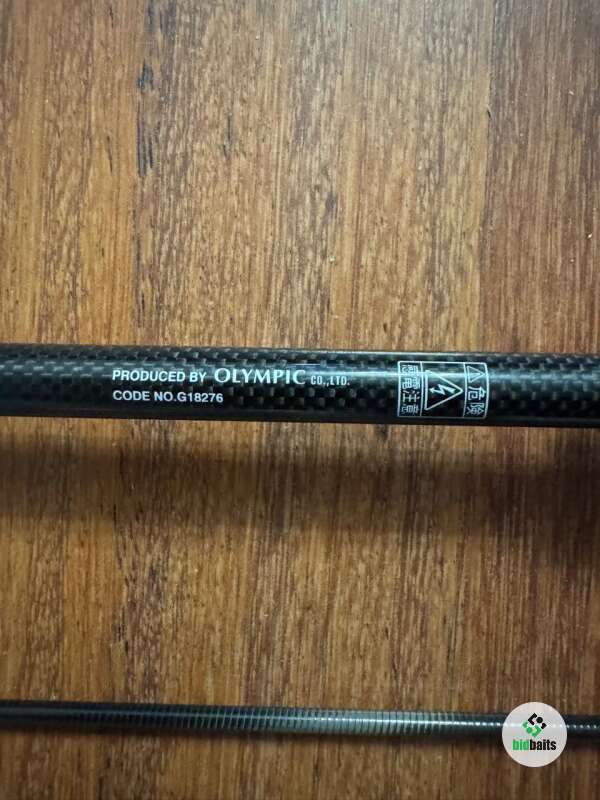 PRODUCED BY OLYMPIC CO.,LTD.
CODE NO.G18276
感電注意
危険
bidbaits